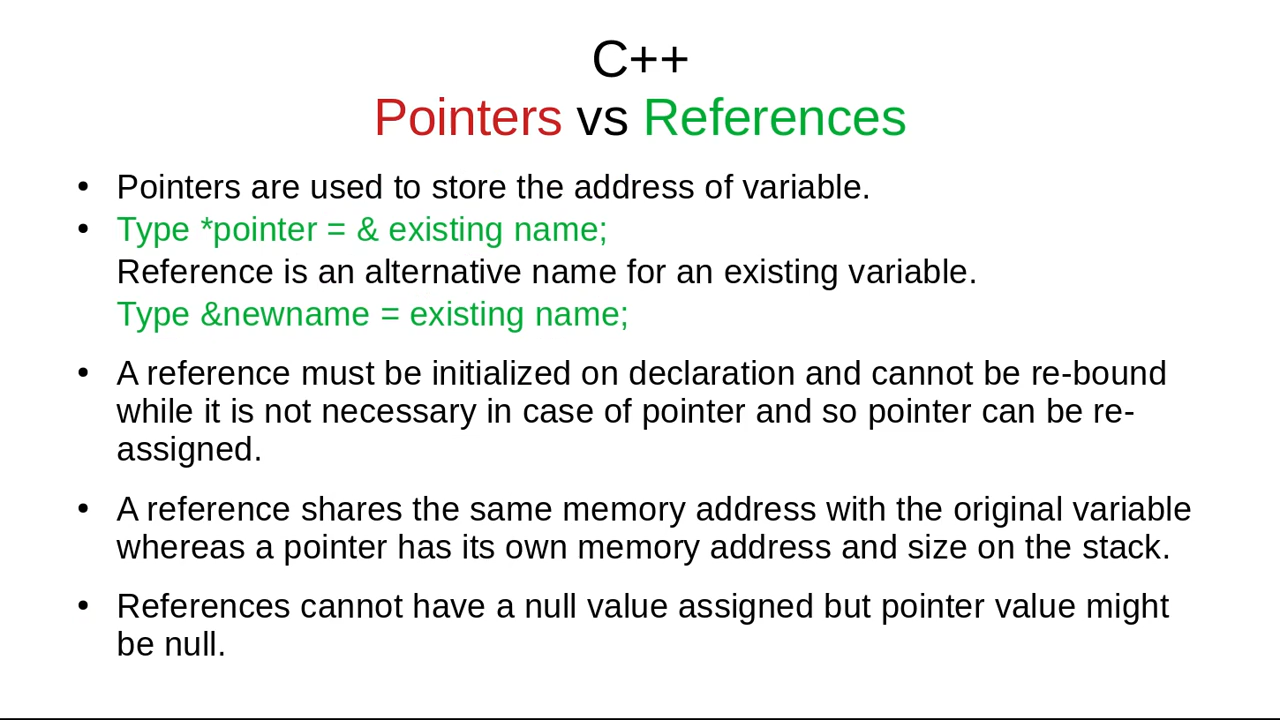 C++
Pointers vs References
• Pointers are used to store the address of variable.
• Type *pointer = & existing name;
Reference is an alternative name for an existing variable.
Type &newname = existing name;
• A reference must be initialized on declaration and cannot be re-bound
while it is not necessary in case of pointer and so pointer can be re-
assigned.
• A reference shares the same memory address with the original variable
whereas a pointer has its own memory address and size on the stack.
• References cannot have a null value assigned but pointer value might
be null.